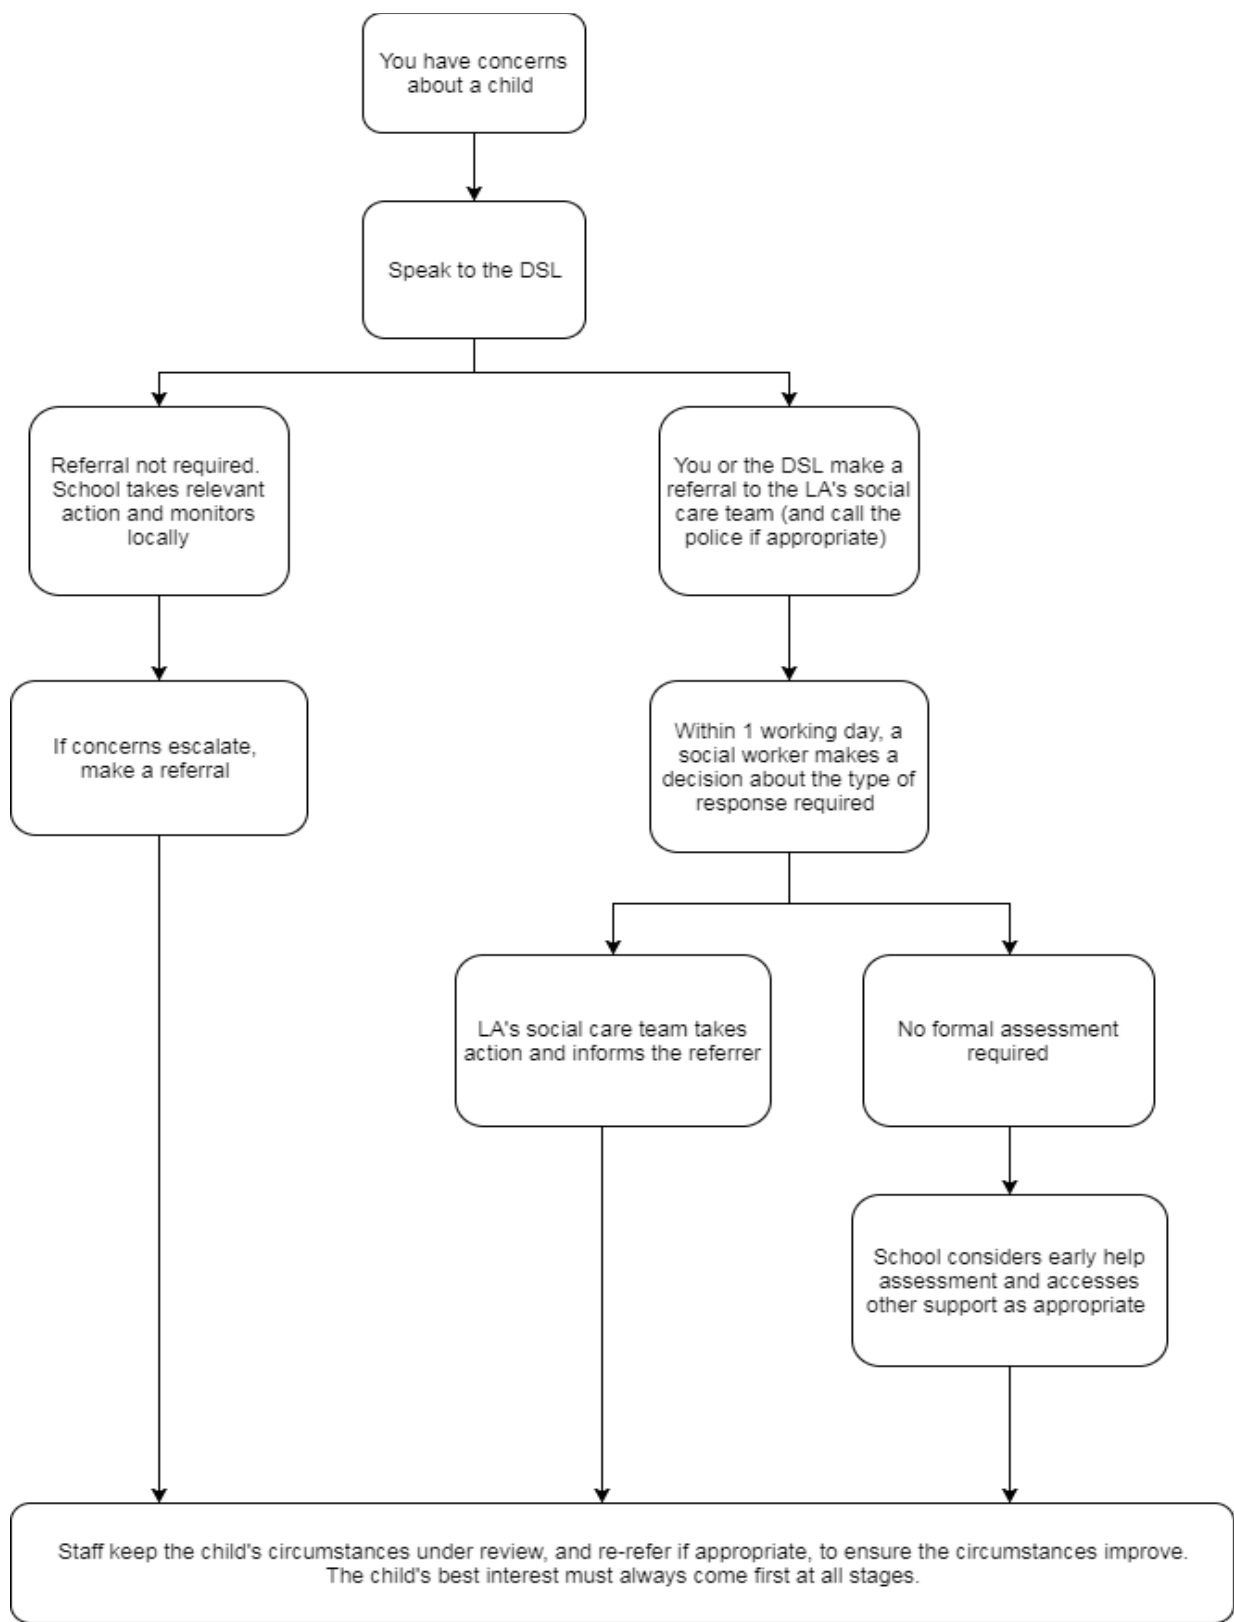 You have concerns
about a child
Speak to the DSL
Referral not required.
School takes relevant
action and monitors
locally
You or the DSL make a
referral to the LA's social
care team (and call the
police if appropriate)
If concerns escalate,
make a referral
Within 1 working day, a
social worker makes a
decision about the type of
response required
LA's social care team takes
action and informs the referrer
No formal assessment
required
School considers early help
assessment and accesses
other support as appropriate
Staff keep the child's circumstances under review, and re-refer if appropriate, to ensure the circumstances improve.
The child's best interest must always come first at all stages.